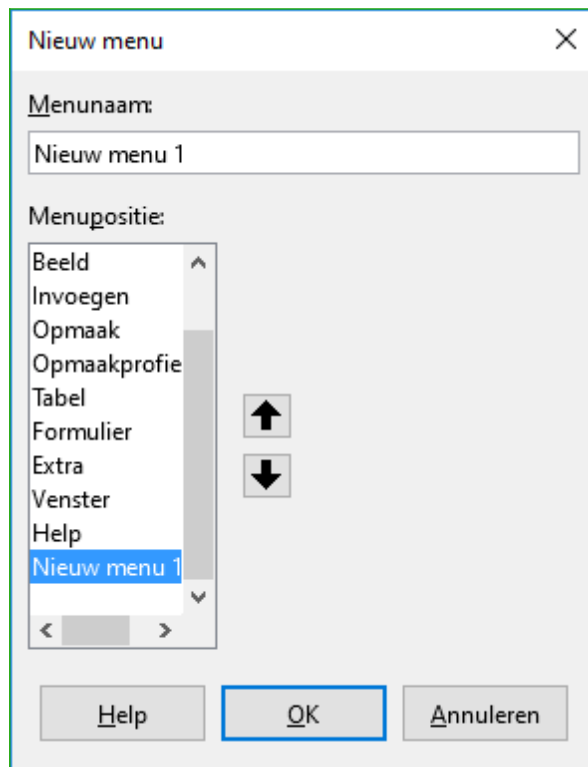 Nieuw menu
Menunaam:
Nieuw menu 1
Menupositie:
Beeld
Invoegen
Opmaak
Opmaakprofie
Tabel
Formulier
Extra
Venster
Help
Nieuw menu 1
Help OK Annuleren